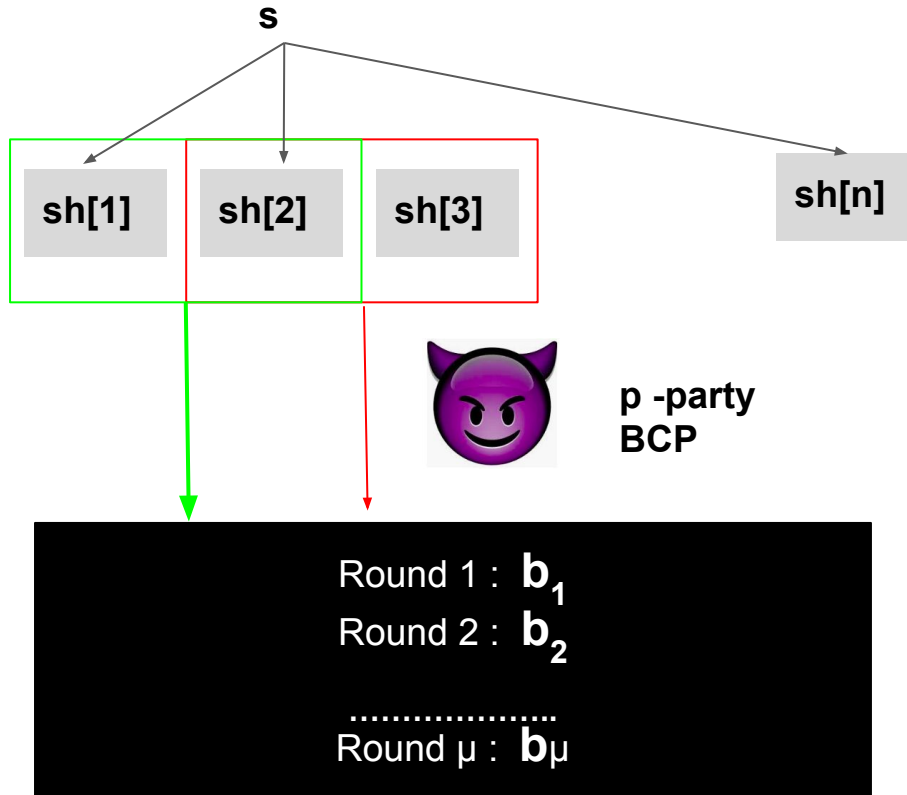 s
sh[1] sh[2] sh[3] sh[n]
p -party
BCP
Round 1 : b₁
Round 2 : b₂
.....................
Round μ : bμ